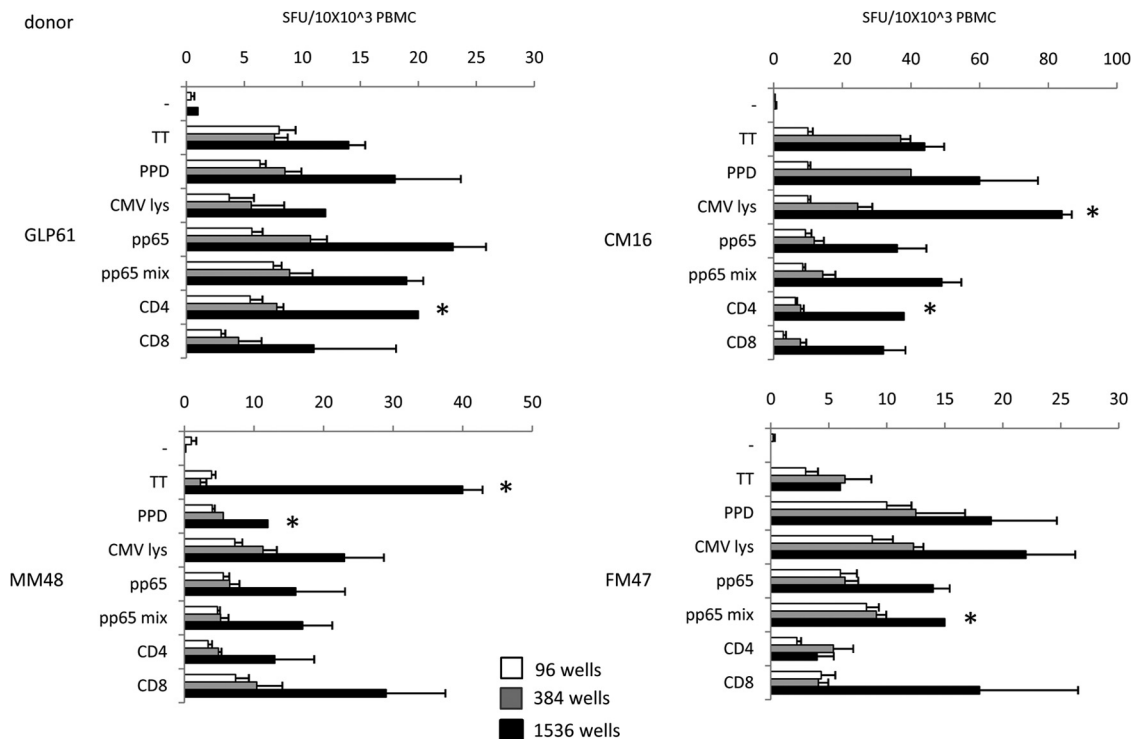 donor
SFU/10X10^3 PBMC
0 5 10 15 20 25 30
-
TT
PPD
CMV lys
GLP61
pp65
pp65 mix
CD4 *
CD8
SFU/10X10^3 PBMC
0 20 40 60 80 100
-
TT
PPD
CMV lys *
CM16
pp65
pp65 mix
CD4 *
CD8
0 10 20 30 40 50
-
TT *
PPD *
CMV lys
MM48
pp65
pp65 mix
CD4
CD8
0 5 10 15 20 25 30
-
TT
PPD
CMV lys
FM47
pp65
pp65 mix *
CD4
CD8
96 wells
384 wells
1536 wells